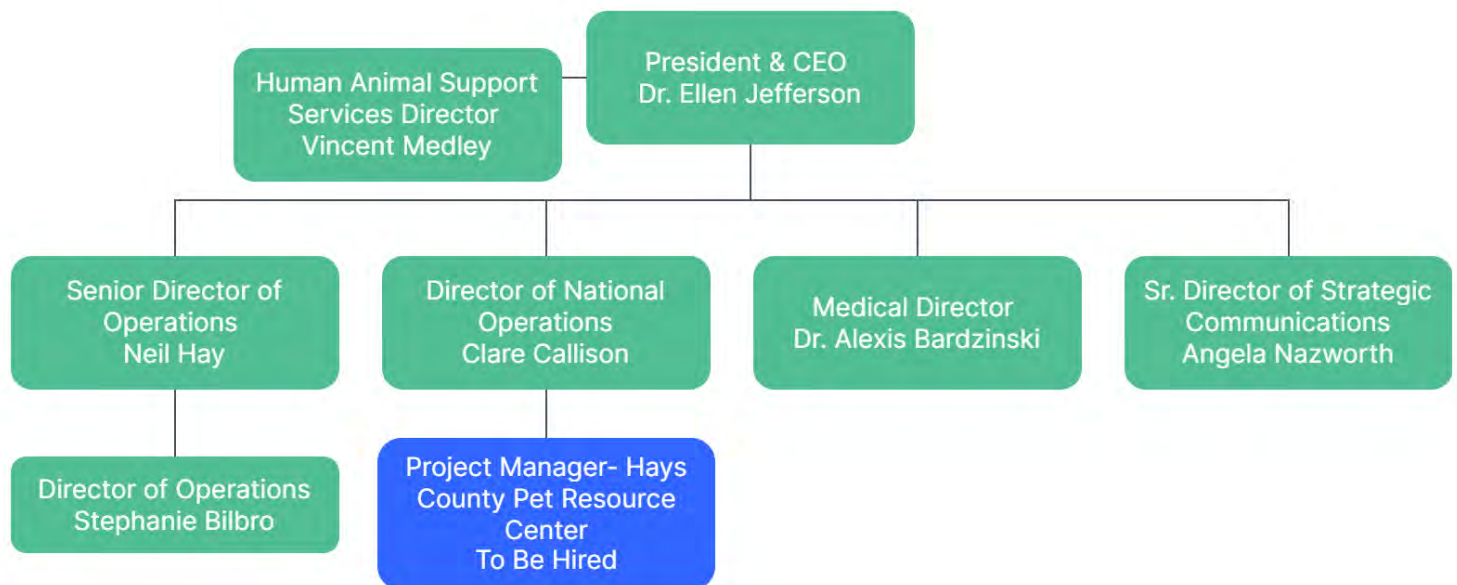 Human Animal Support
Services Director
Vincent Medley
President & CEO
Dr. Ellen Jefferson
Senior Director of
Operations
Neil Hay
Director of National
Operations
Clare Callison
Medical Director
Dr. Alexis Bardzinski
Sr. Director of Strategic
Communications
Angela Nazworth
Director of Operations
Stephanie Bilbro
Project Manager- Hays
County Pet Resource
Center
To Be Hired